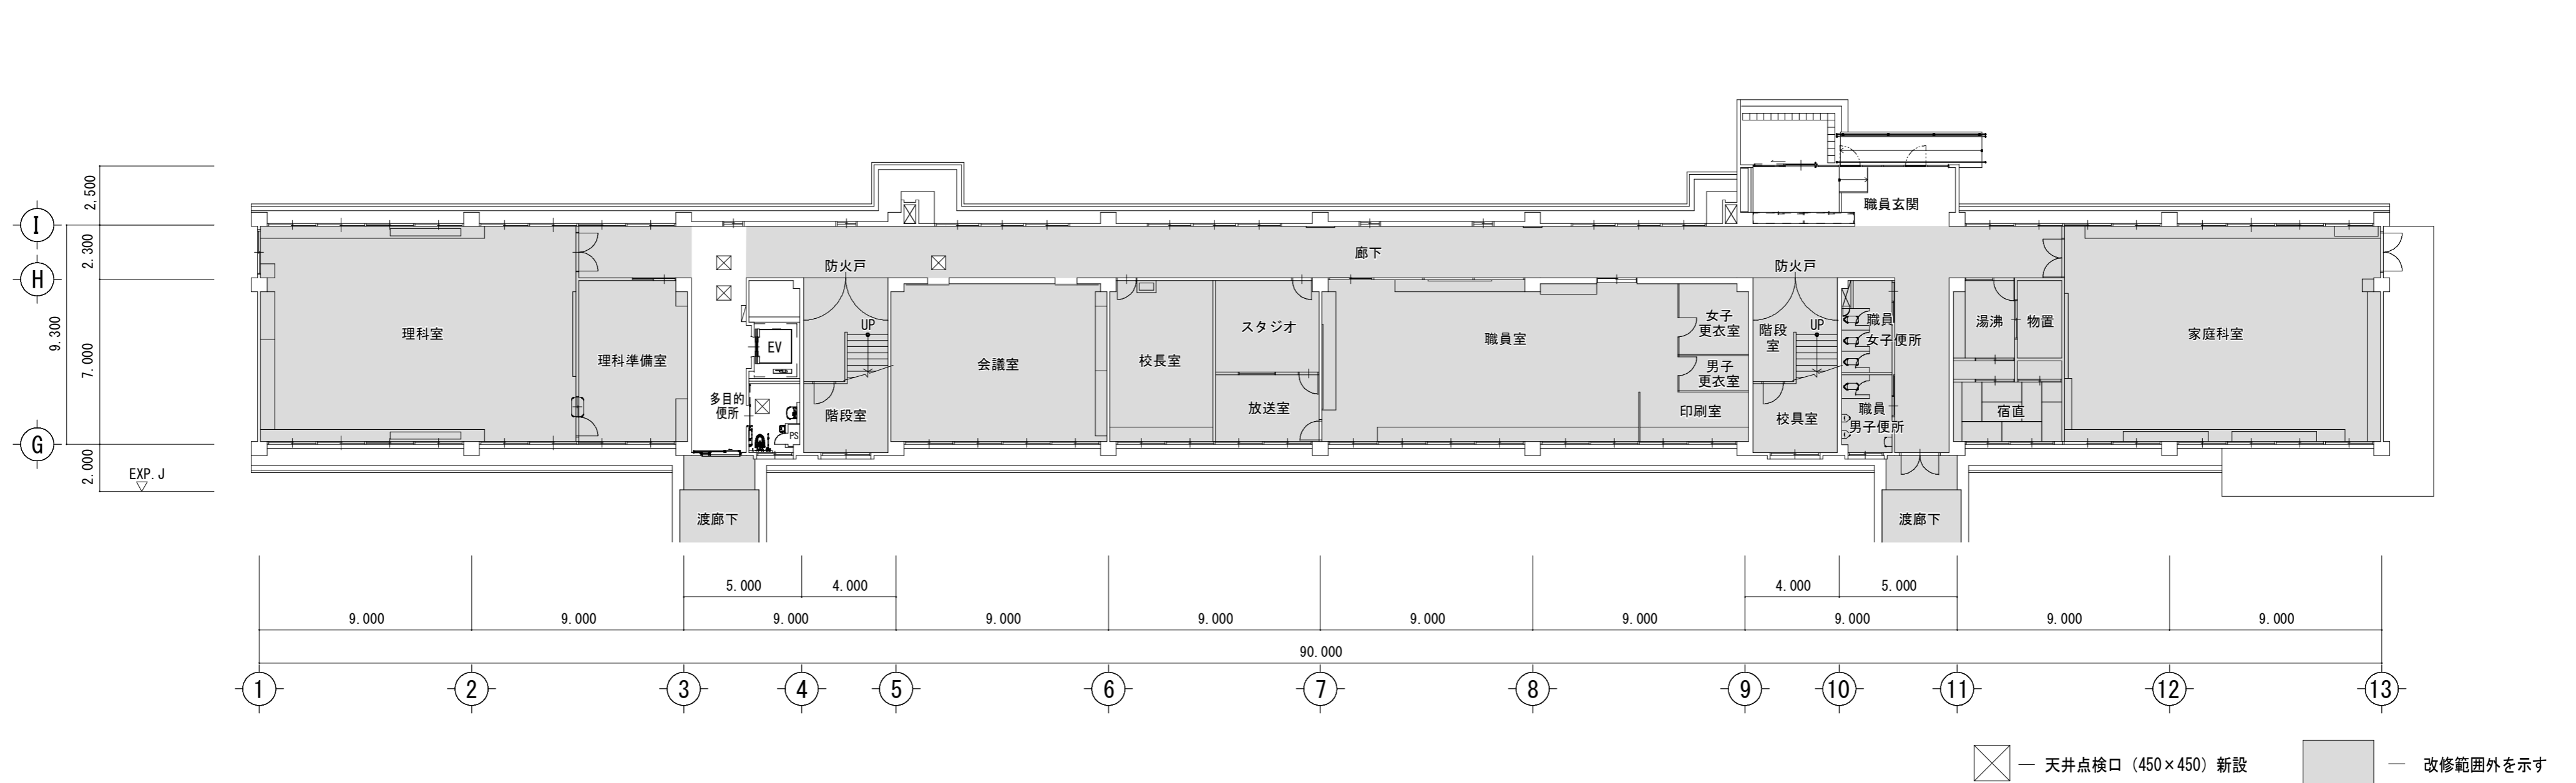 2.500
I
職員玄関
2.300
廊下
H
防火戸
防火戸
9.300
7.000
理科室
理科準備室
EV
UP
会議室
校長室
スタジオ
職員室
女子
更衣室
階段
室
UP
職員
女子便所
湯沸
物置
家庭科室
男子
更衣室
多目的
便所
階段室
放送室
印刷室
校具室
職員
男子便所
宿直
PS
G
2.000
EXP.J
渡廊下
渡廊下
5.000
4.000
4.000
5.000
9.000
9.000
9.000
9.000
9.000
9.000
9.000
9.000
9.000
9.000
90.000
1
2
3
4
5
6
7
8
9
10
11
12
13
天井点検口（450×450）新設
改修範囲外を示す